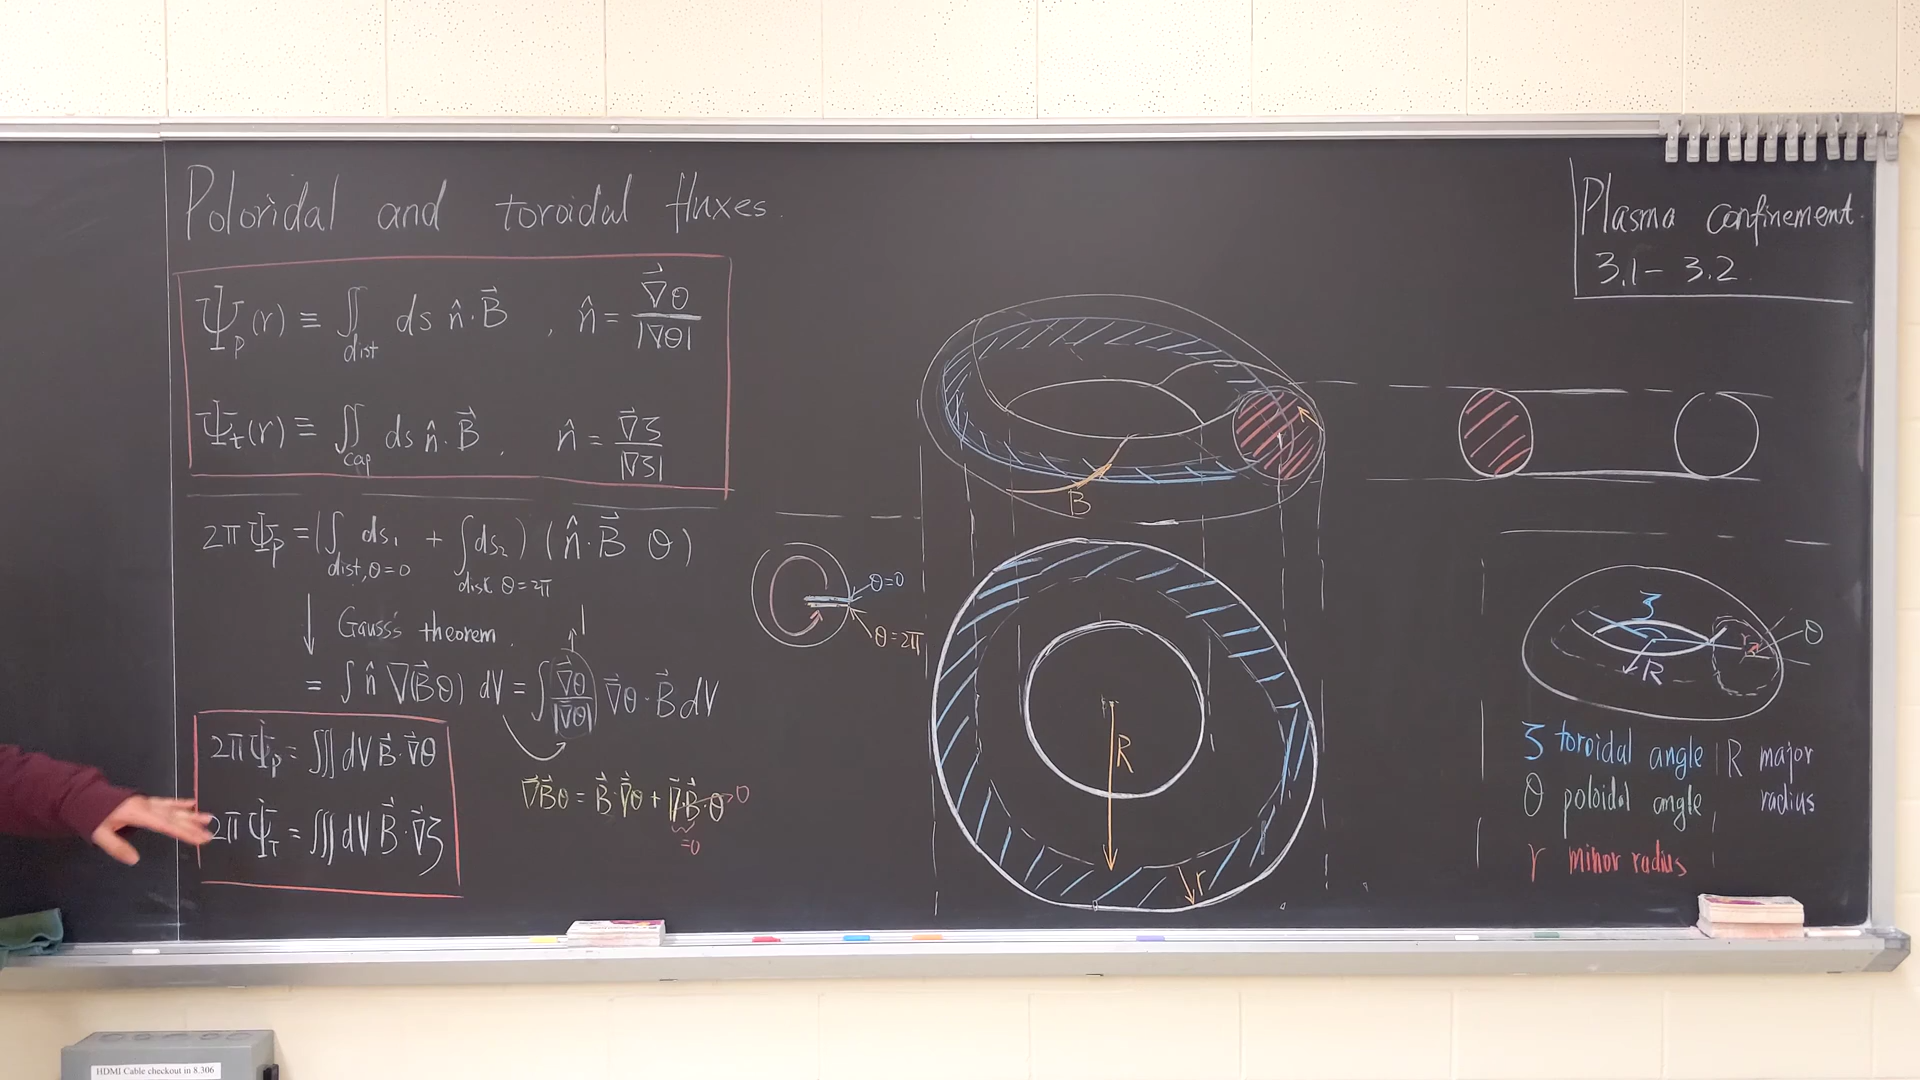 Poloridal and toroidal fluxes.
Ψ_p(r) ≡ ∬_dist ds n̂·B⃗ , n̂ = ∇⃗θ / |∇θ|
Ψ_t(r) ≡ ∬_cap ds n̂·B⃗ , n̂ = ∇⃗ζ / |∇ζ|
2π Ψ_p = (∫_{dist, θ=0} ds₁ + ∫_{disk θ=2π} ds₂) (n̂·B⃗ θ)
↓ Gauss's theorem.
= ∫ n̂ ∇(B⃗θ) dV = ∫ ∇⃗θ / |∇⃗θ| ∇⃗θ · B⃗ dV
1
2π Ψ_p = ∭ dV B⃗·∇⃗θ
2π Ψ_T = ∭ dV B⃗·∇⃗ζ
∇⃗B⃗θ = B⃗·∇⃗θ + ∇⃗·B⃗·θ → 0
=0
θ=0
θ=2π
B
R
r
Plasma confinement.
3.1 - 3.2
ζ
R
r
θ
ζ toroidal angle
θ poloidal angle
r minor radius
R major
radius
HDMI Cable checkout in 8.306